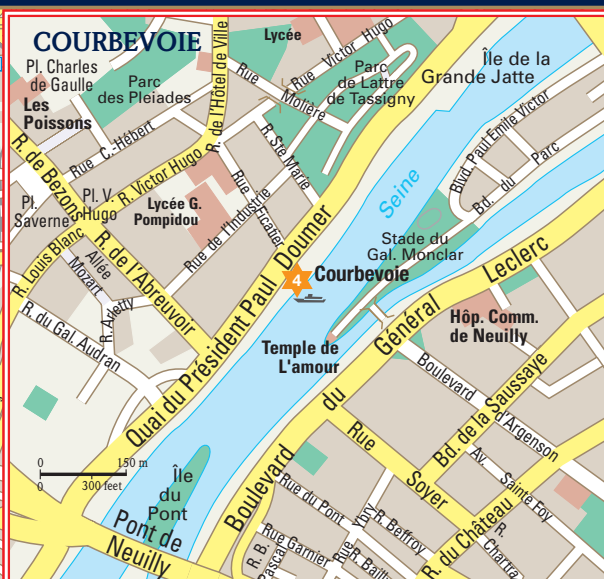 COURBEVOIE
Lycée
Rue Victor Hugo
Île de la
Grande Jatte
Pl. Charles
de Gaulle
Parc
des Pleiades
R. de l'Hôtel de Ville
Rue
Molière
Parc
de Lattre
de Tassigny
Les
Poissons
Rue C.-Hébert
R. Victor Hugo
R. Ste Marie
Blvd. Paul Emile Victor
Bd. du Parc
R. de Bezons
Pl.
Saverne
Pl. V.
Hugo
Lycée G.
Pompidou
Rue Ficatier
Rue de l'Industrie
Seine
Stade du
Gal. Monclar
R. Louis Blanc
Allée
Mozart
R. de l'Abreuvoir
R. Arletty
R. du Gal. Audran
Quai du Président Paul Doumer
4
Courbevoie
Temple de
L'amour
Boulevard du Général Leclerc
Hôp. Comm.
de Neuilly
Boulevard d'Argenson
Bd. de la Saussaye
Rue Soyer
Av. Sainte Foy
0 150 m
0 300 feet
Île
du
Pont
Pont de
Neuilly
Rue du Pont
Rue Garnier
R. B.
Pascal
Rue Ybry
R. Beffroy
R. Baill
R. du Château
R.
Chartra